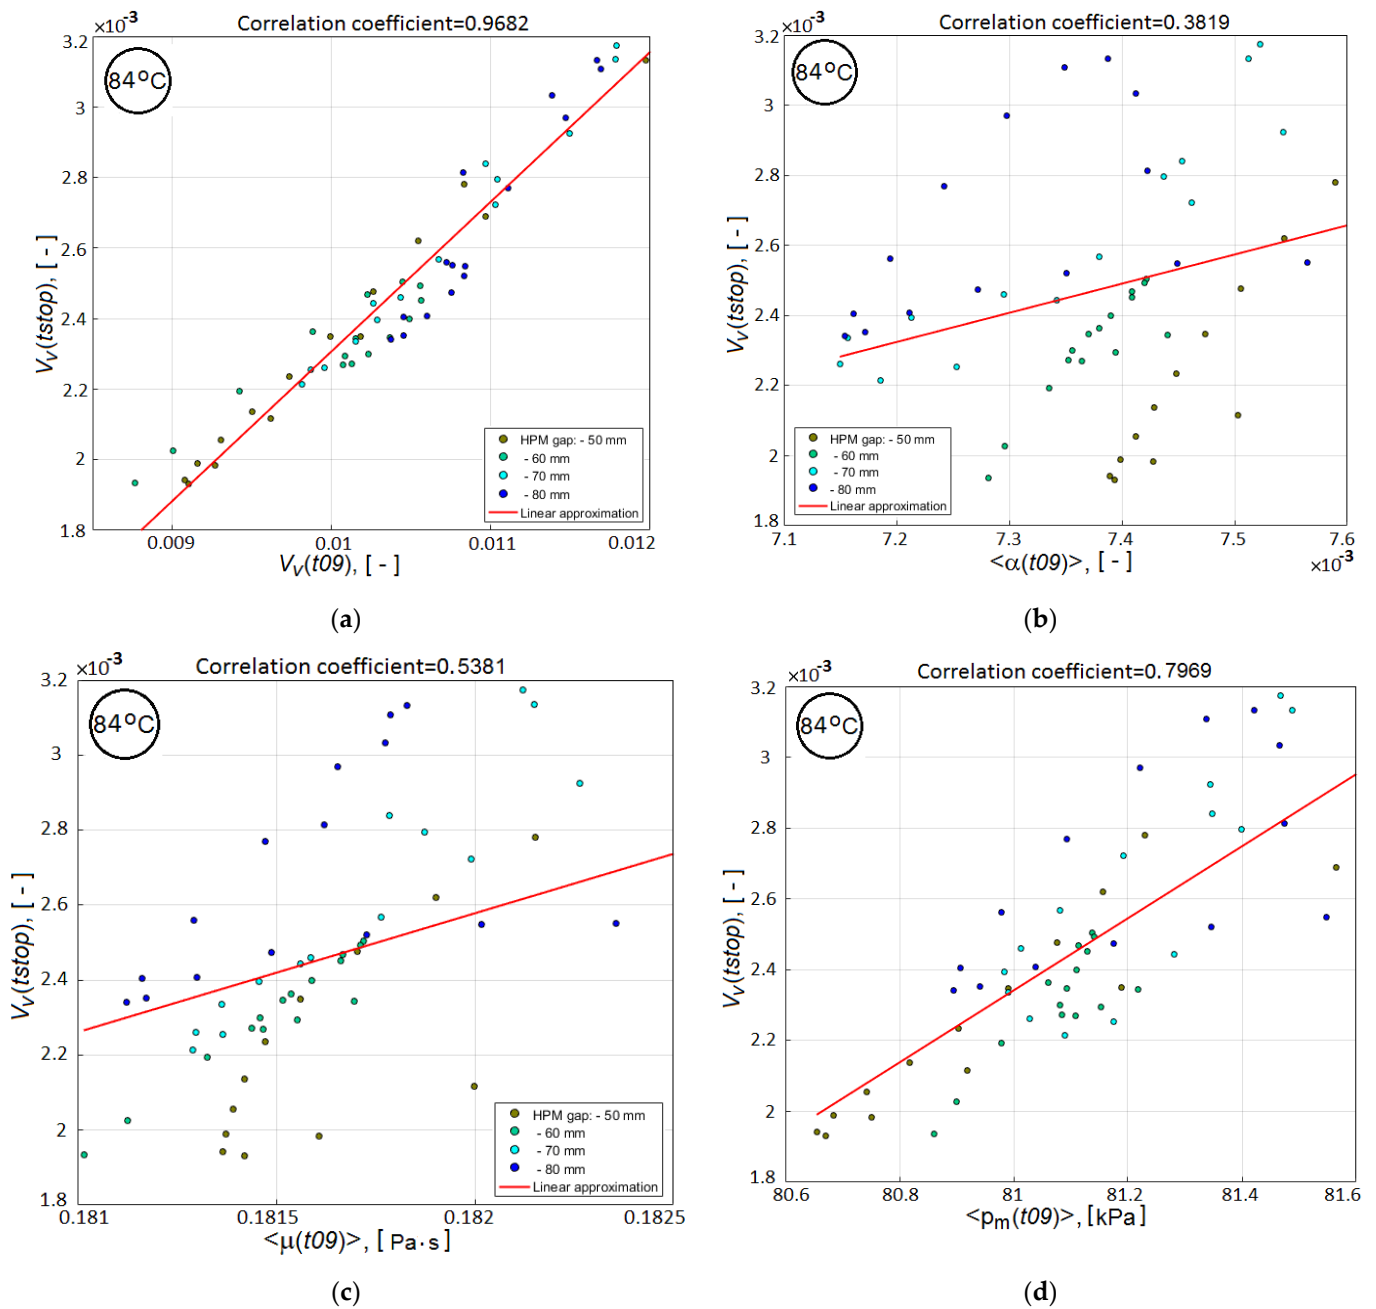 ×10⁻³
Correlation coefficient=0.9682
84°C
3.2
3
2.8
2.6
2.4
2.2
2
1.8
V_V(tstop), [ - ]
HPM gap: - 50 mm
- 60 mm
- 70 mm
- 80 mm
Linear approximation
0.009 0.01 0.011 0.012
V_V(t09), [ - ]
(a)
×10⁻³
Correlation coefficient=0.3819
84°C
3.2
3
2.8
2.6
2.4
2.2
2
1.8
V_V(tstop), [ - ]
HPM gap: - 50 mm
- 60 mm
- 70 mm
- 80 mm
Linear approximation
7.1 7.2 7.3 7.4 7.5 7.6
<α(t09)>, [ - ]
×10⁻³
(b)
×10⁻³
Correlation coefficient=0.5381
84°C
3.2
3
2.8
2.6
2.4
2.2
2
1.8
V_V(tstop), [ - ]
HPM gap: - 50 mm
- 60 mm
- 70 mm
- 80 mm
Linear approximation
0.181 0.1815 0.182 0.1825
<μ(t09)>, [ Pa·s]
(c)
×10⁻³
Correlation coefficient=0.7969
84°C
3.2
3
2.8
2.6
2.4
2.2
2
1.8
V_V(tstop), [ - ]
80.6 80.8 81 81.2 81.4 81.6
<p_m(t09)>, [kPa]
(d)